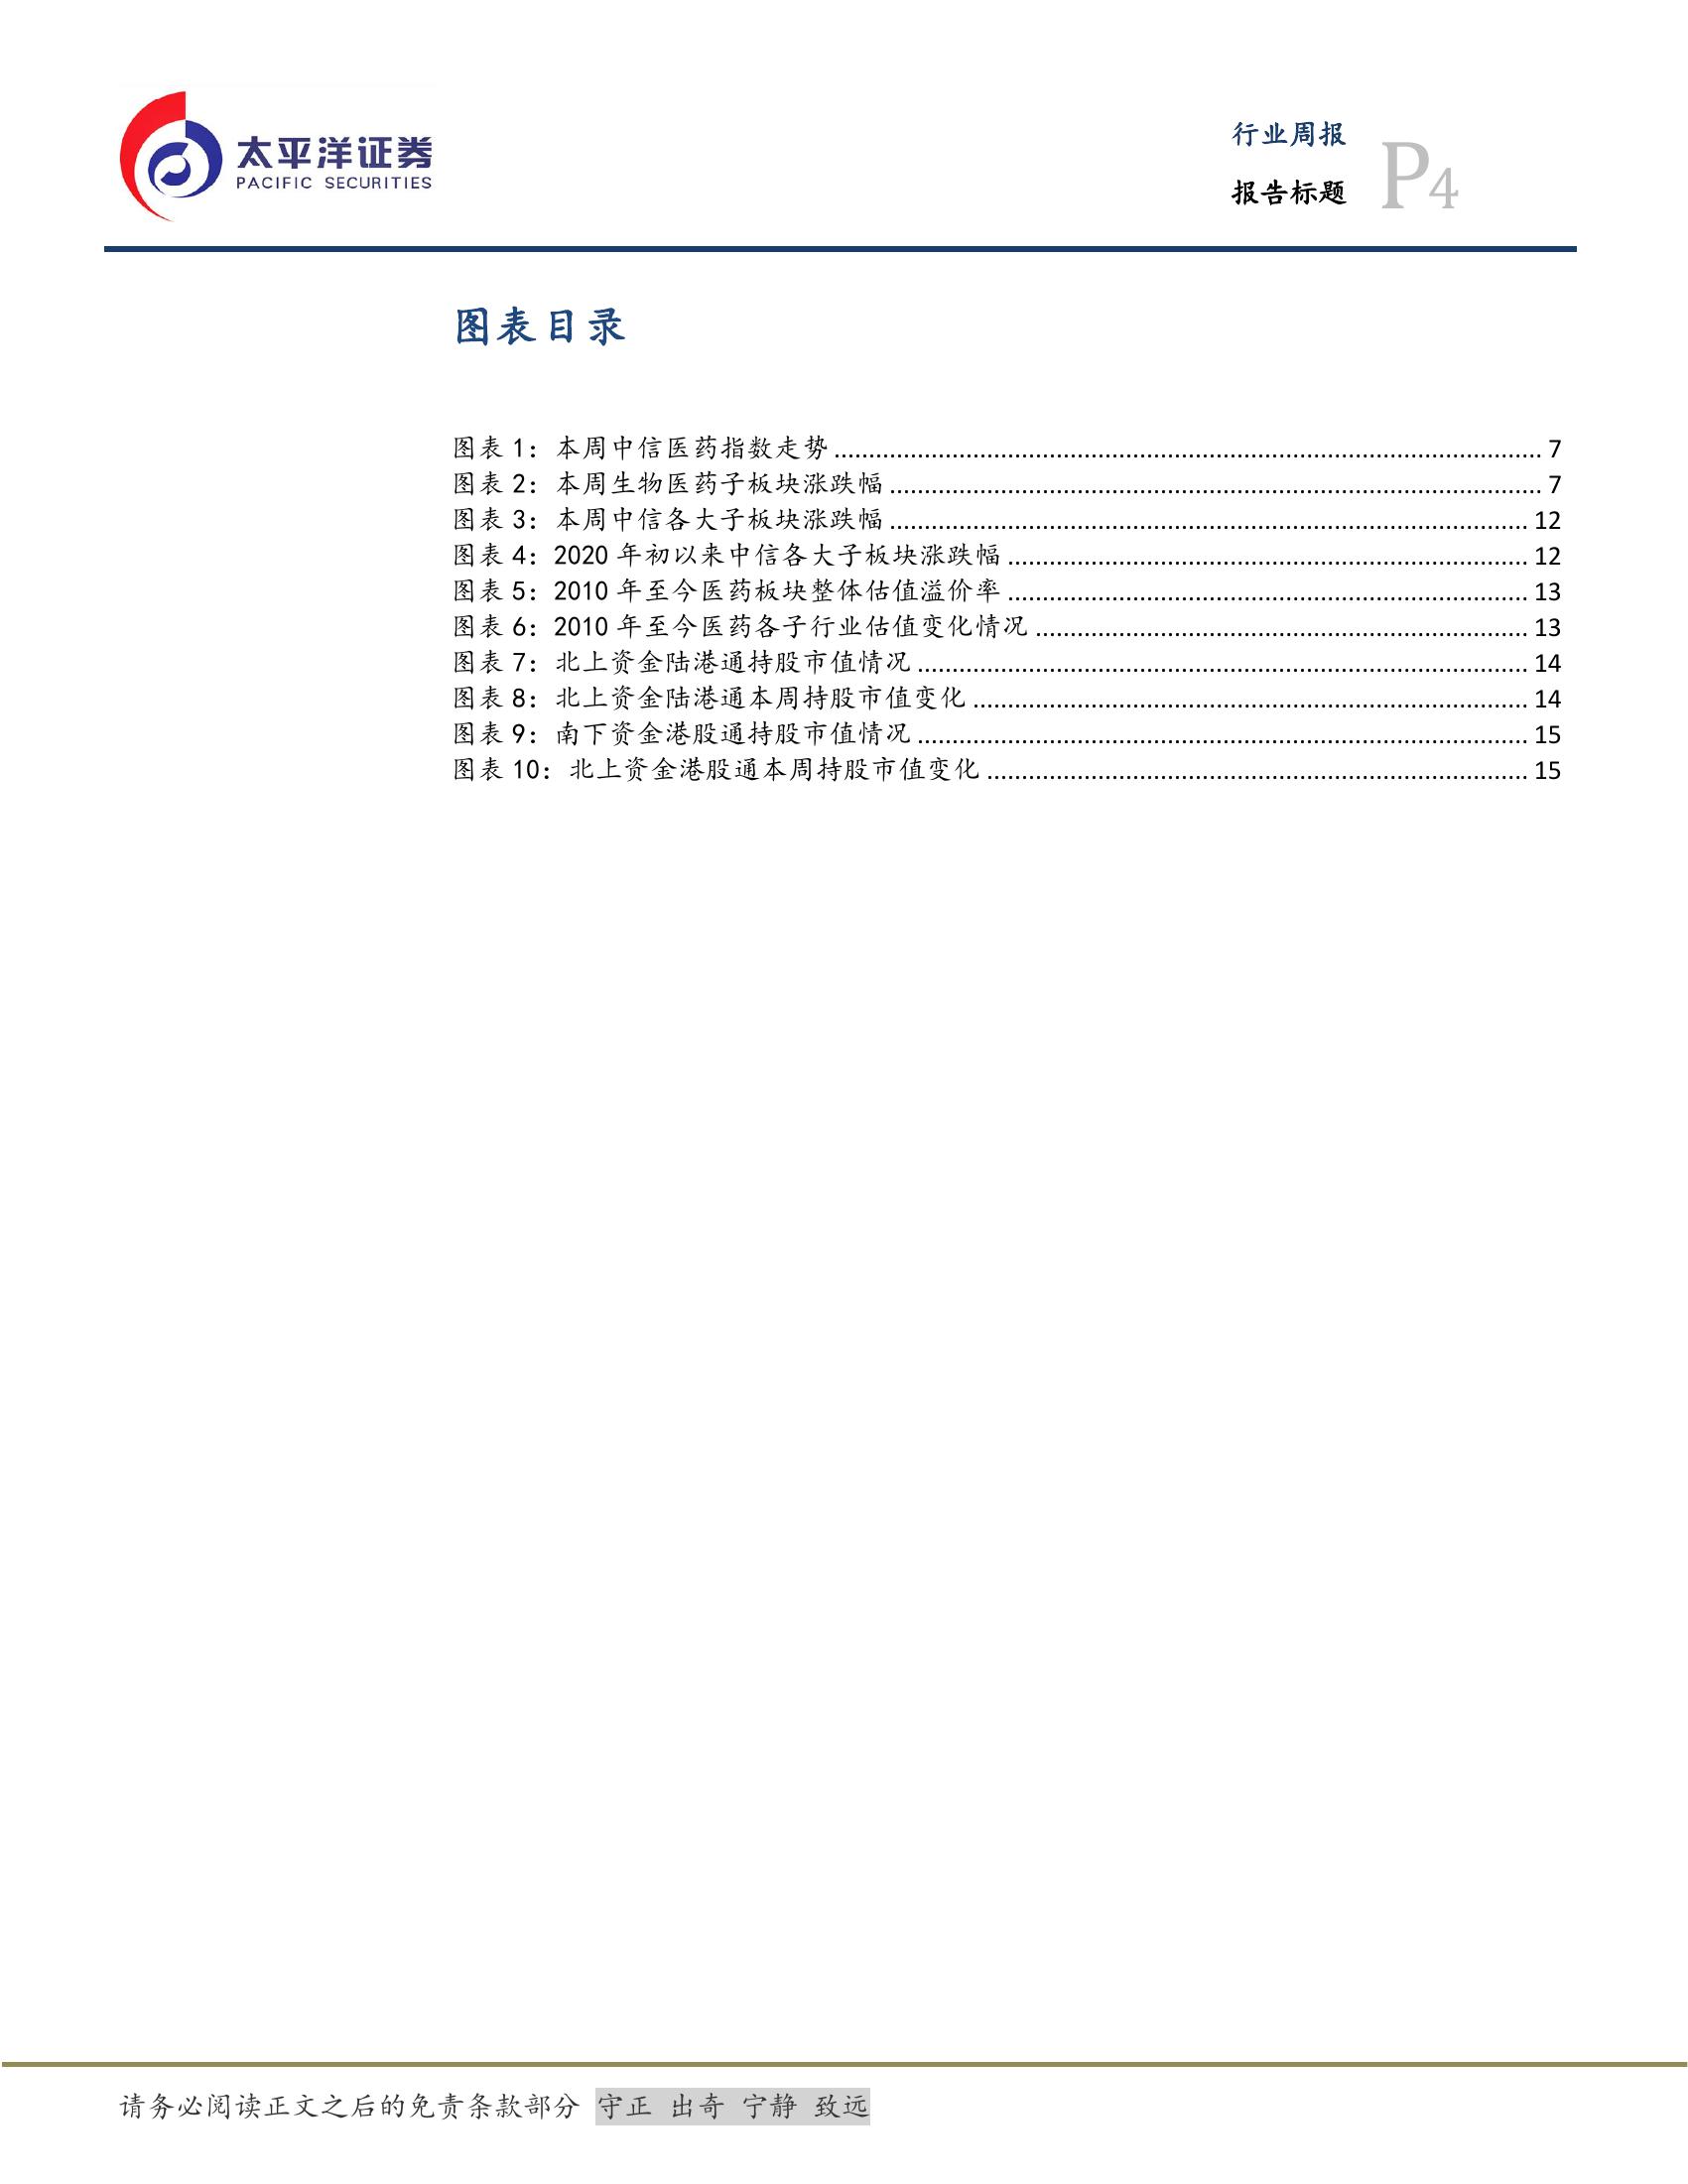 太平洋证券
PACIFIC SECURITIES
行业周报
报告标题
P4
图表目录
图表 1：本周中信医药指数走势 7
图表 2：本周生物医药子板块涨跌幅 7
图表 3：本周中信各大子板块涨跌幅 12
图表 4：2020 年初以来中信各大子板块涨跌幅 12
图表 5：2010 年至今医药板块整体估值溢价率 13
图表 6：2010 年至今医药各子行业估值变化情况 13
图表 7：北上资金陆港通持股市值情况 14
图表 8：北上资金陆港通本周持股市值变化 14
图表 9：南下资金港股通持股市值情况 15
图表 10：北上资金港股通本周持股市值变化 15
请务必阅读正文之后的免责条款部分 守正 出奇 宁静 致远